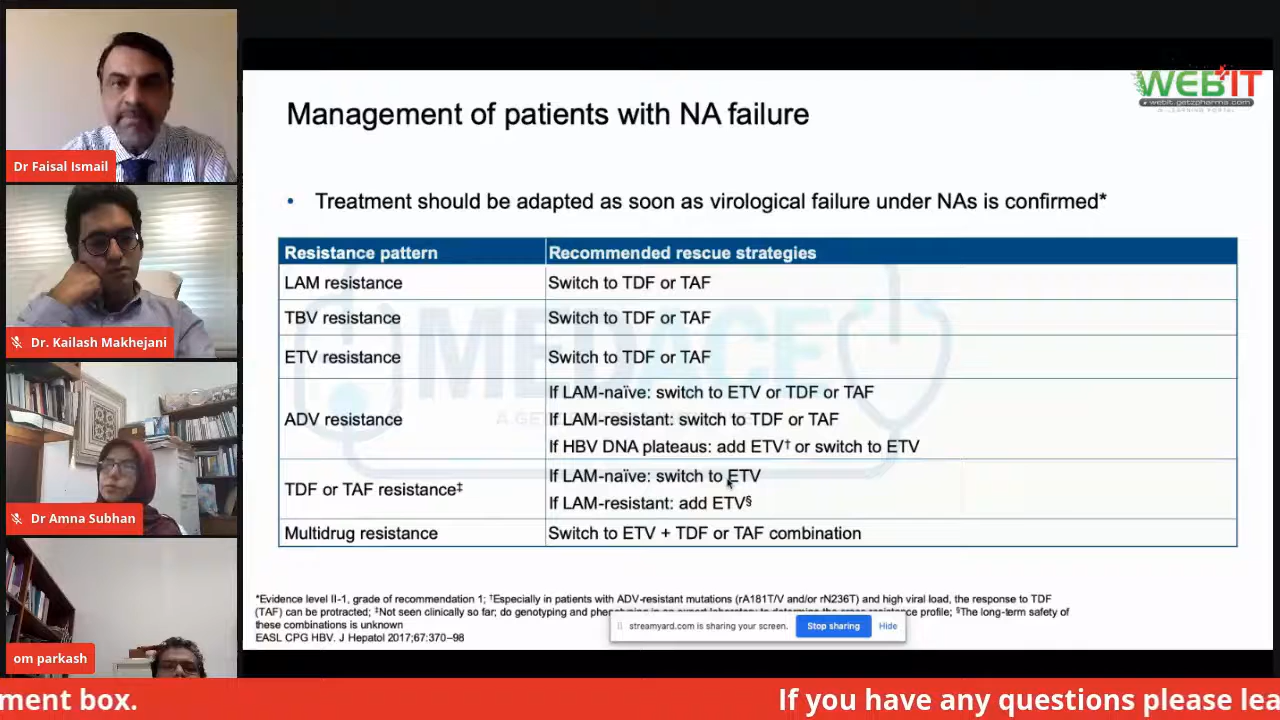 WEBIT
webit.getzpharma.com
Management of patients with NA failure
• Treatment should be adapted as soon as virological failure under NAs is confirmed*
Resistance pattern Recommended rescue strategies
LAM resistance Switch to TDF or TAF
TBV resistance Switch to TDF or TAF
ETV resistance Switch to TDF or TAF
ADV resistance
If LAM-naïve: switch to ETV or TDF or TAF
If LAM-resistant: switch to TDF or TAF
If HBV DNA plateaus: add ETV† or switch to ETV
TDF or TAF resistance‡
If LAM-naïve: switch to ETV
If LAM-resistant: add ETV§
Multidrug resistance Switch to ETV + TDF or TAF combination
*Evidence level II-1, grade of recommendation 1; †Especially in patients with ADV-resistant mutations (rA181T/V and/or rN236T) and high viral load, the response to TDF
(TAF) can be protracted; ‡Not seen clinically so far; do genotyping and
profile; §The long-term safety of
these combinations is unknown
EASL CPG HBV. J Hepatol 2017;67:370–98
streamyard.com is sharing your screen. Stop sharing Hide
Dr Faisal Ismail
Dr. Kailash Makhejani
Dr Amna Subhan
om parkash
MEDACE
ment box. If you have any questions please lea